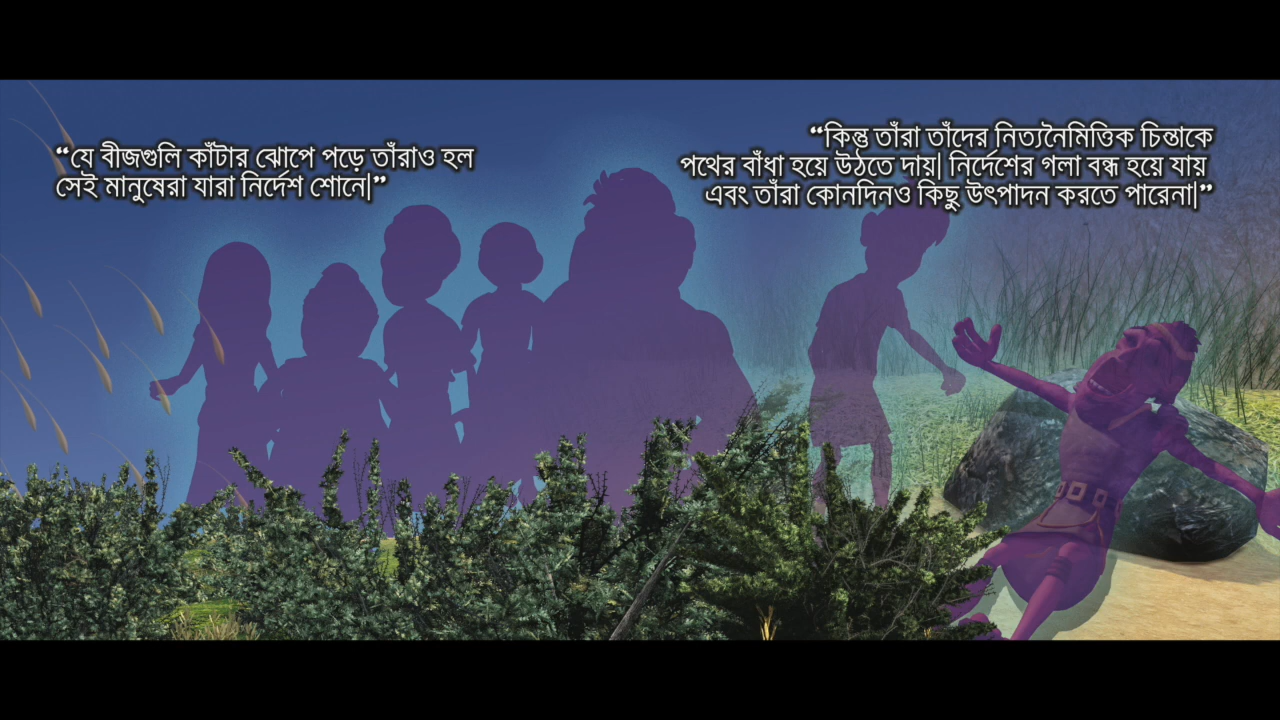 “যে বীজগুলি কাঁটার ঝোপে পড়ে তাঁরাও হল
সেই মানুষেরা যারা নির্দেশ শোনে|”
“কিন্তু তাঁরা তাঁদের নিত্যনৈমিত্তিক চিন্তাকে
পথের বাঁধা হয়ে উঠতে দায়| নির্দেশের গলা বন্ধ হয়ে যায়
এবং তাঁরা কোনদিনও কিছু উৎপাদন করতে পারেনা|”